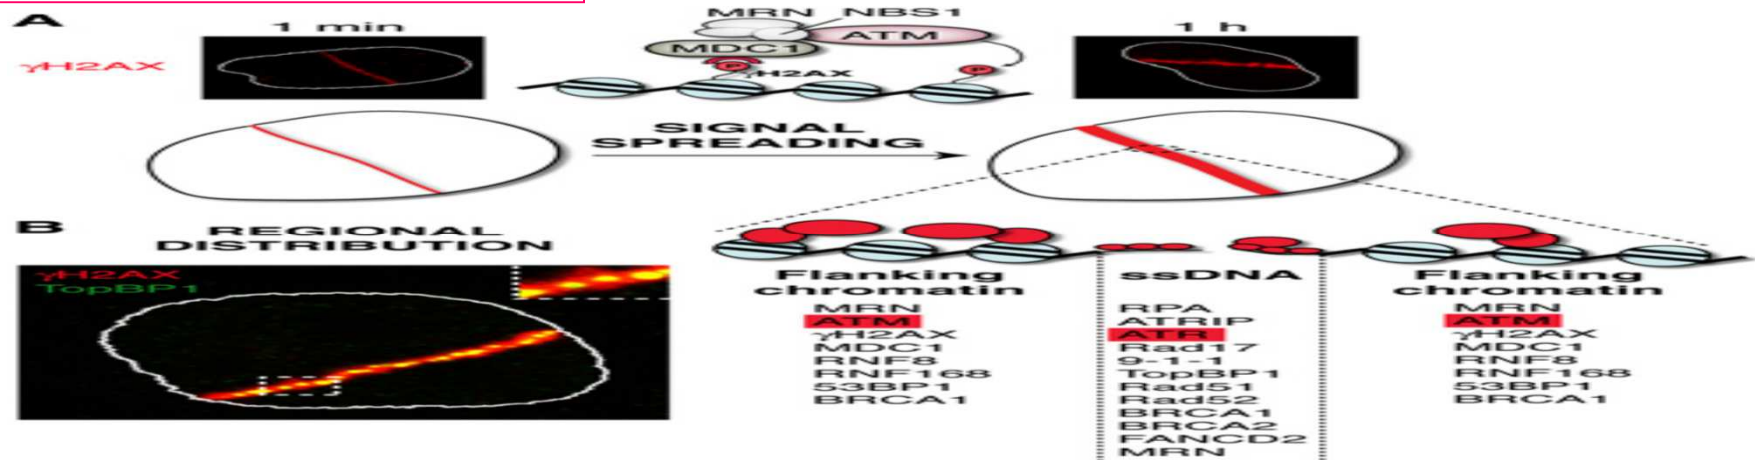 A
1 min
γH2AX
MRN NBS1
ATM
MDC1
P
γH2AX
P
1 h
SIGNAL
SPREADING
B
REGIONAL
DISTRIBUTION
γH2AX
TopBP1
Flanking
chromatin
MRN
ATM
γH2AX
MDC1
RNF8
RNF168
53BP1
BRCA1
ssDNA
RPA
ATRIP
ATR
Rad17
9-1-1
TopBP1
Rad51
Rad52
BRCA1
BRCA2
FANCD2
MRN
Flanking
chromatin
MRN
ATM
γH2AX
MDC1
RNF8
RNF168
53BP1
BRCA1